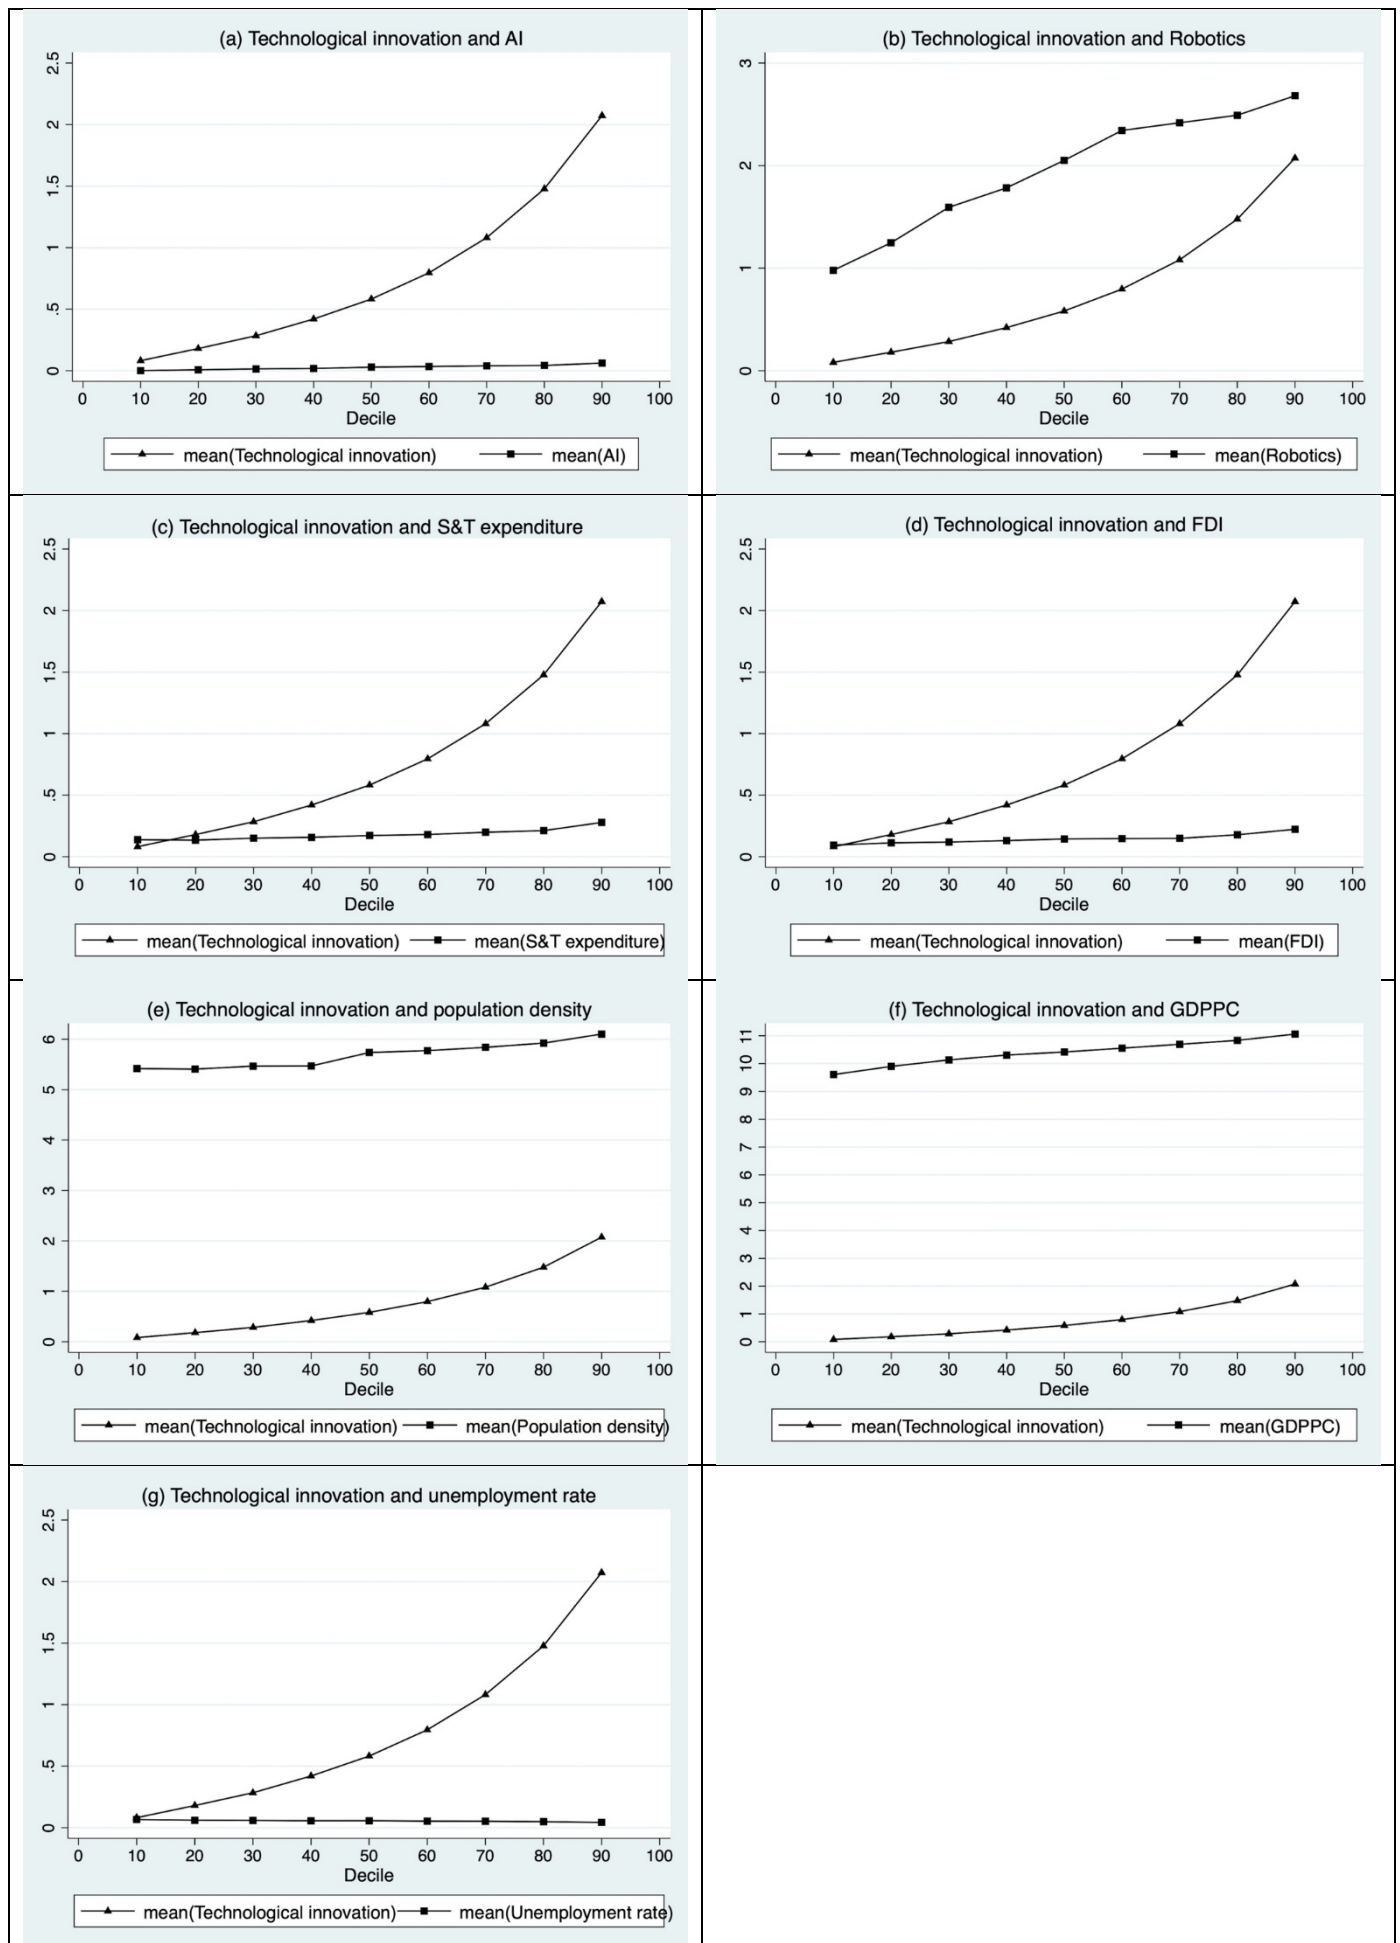 (a) Technological innovation and AI
2.5
2
1.5
1
.5
0
0 10 20 30 40 50 60 70 80 90 100
Decile
mean(Technological innovation) mean(AI)
(b) Technological innovation and Robotics
3
2
1
0
0 10 20 30 40 50 60 70 80 90 100
Decile
mean(Technological innovation) mean(Robotics)
(c) Technological innovation and S&T expenditure
2.5
2
1.5
1
.5
0
0 10 20 30 40 50 60 70 80 90 100
Decile
mean(Technological innovation) mean(S&T expenditure)
(d) Technological innovation and FDI
2.5
2
1.5
1
.5
0
0 10 20 30 40 50 60 70 80 90 100
Decile
mean(Technological innovation) mean(FDI)
(e) Technological innovation and population density
6
5
4
3
2
1
0
0 10 20 30 40 50 60 70 80 90 100
Decile
mean(Technological innovation) mean(Population density)
(f) Technological innovation and GDPPC
11
10
9
8
7
6
5
4
3
2
1
0
0 10 20 30 40 50 60 70 80 90 100
Decile
mean(Technological innovation) mean(GDPPC)
(g) Technological innovation and unemployment rate
2.5
2
1.5
1
.5
0
0 10 20 30 40 50 60 70 80 90 100
Decile
mean(Technological innovation) mean(Unemployment rate)